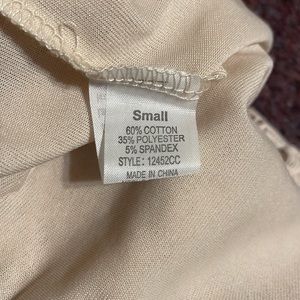 Small
60% COTTON
35% POLYESTER
5% SPANDEX
STYLE: 12452CC
MADE IN CHINA